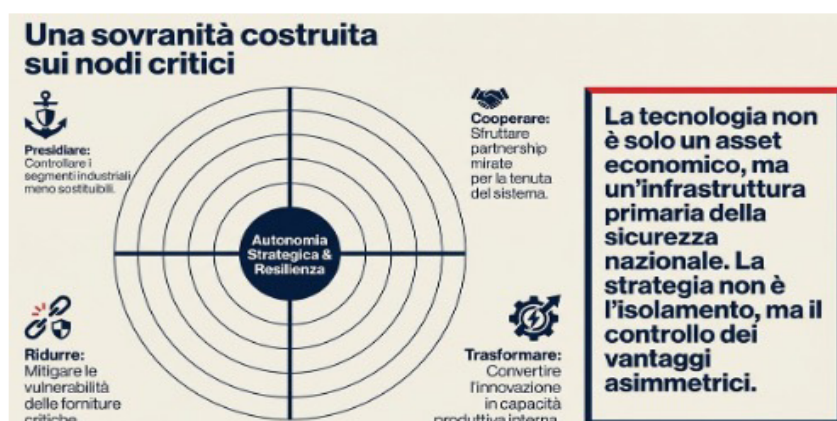 Una sovranità costruita
sui nodi critici
Presidiare:
Controllare i
segmenti industriali
meno sostituibili.
Cooperare:
Sfruttare
partnership
mirate
per la tenuta
del sistema.
Autonomia
Strategica &
Resilienza
Ridurre:
Mitigare le
vulnerabilità
delle forniture
critiche
Trasformare:
Convertire
l'innovazione
in capacità
produttiva interna.
La tecnologia non
è solo un asset
economico, ma
un'infrastruttura
primaria della
sicurezza
nazionale. La
strategia non è
l'isolamento, ma il
controllo dei
vantaggi
asimmetrici.